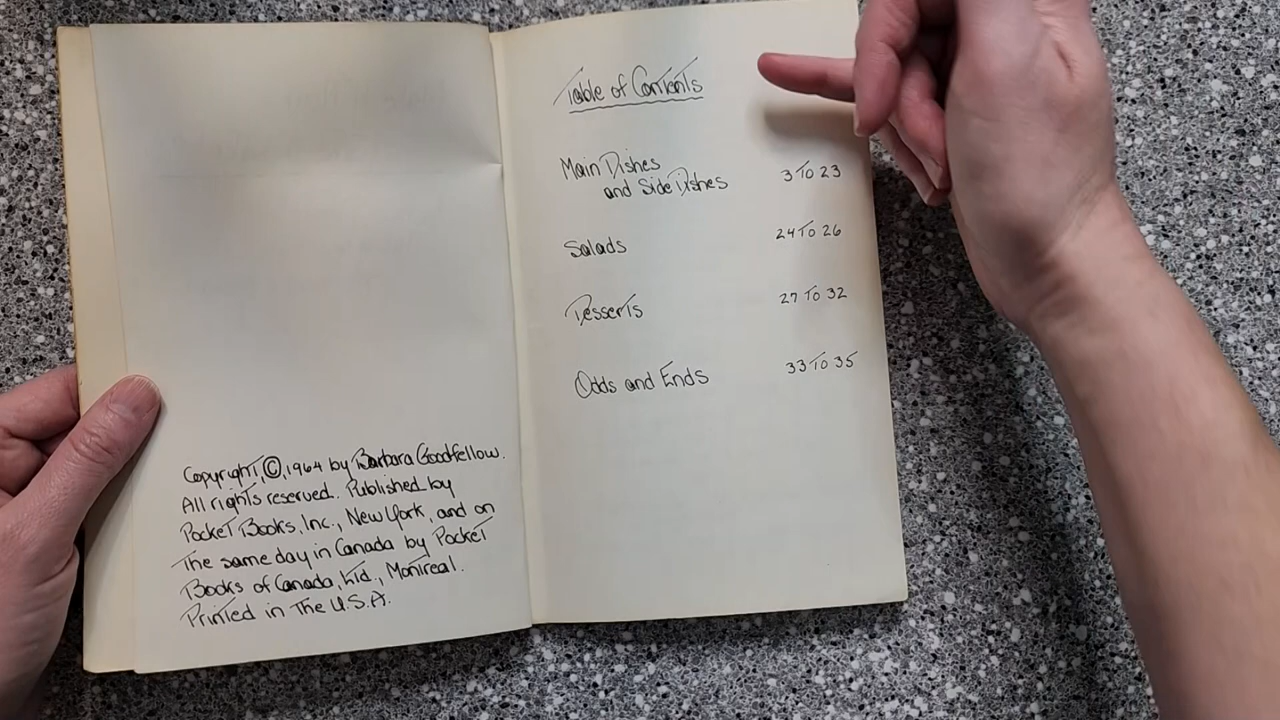 Copyright, ©, 1964 by Barbara Goodfellow.
All rights reserved. Published by
Pocket Books, Inc., New York, and on
the same day in Canada by Pocket
Books of Canada, Ltd., Montreal.
Printed in the U.S.A.
Table of Contents
Main Dishes
and Side Dishes 3 to 23
Salads 24 to 26
Desserts 27 to 32
Odds and Ends 33 to 35